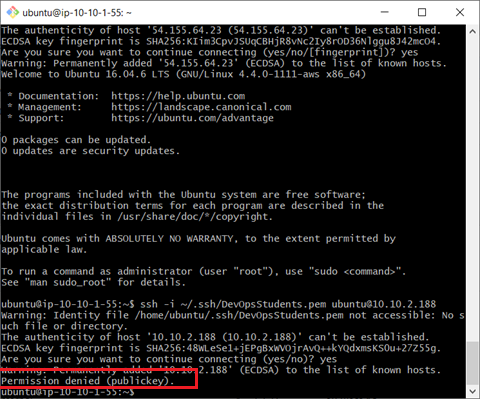 ubuntu@ip-10-10-1-55: ~
The authenticity of host '54.155.64.23 (54.155.64.23)' can't be established.
ECDSA key fingerprint is SHA256:KIim3CpvJSUqCBHjR8vNc2Iy8rOD36Nlggu8J42mcO4.
Are you sure you want to continue connecting (yes/no/[fingerprint])? yes
Warning: Permanently added '54.155.64.23' (ECDSA) to the list of known hosts.
Welcome to Ubuntu 16.04.6 LTS (GNU/Linux 4.4.0-1111-aws x86_64)
* Documentation:  https://help.ubuntu.com
* Management:     https://landscape.canonical.com
* Support:        https://ubuntu.com/advantage
0 packages can be updated.
0 updates are security updates.
The programs included with the Ubuntu system are free software;
the exact distribution terms for each program are described in the
individual files in /usr/share/doc/*/copyright.
Ubuntu comes with ABSOLUTELY NO WARRANTY, to the extent permitted by
applicable law.
To run a command as administrator (user "root"), use "sudo <command>".
See "man sudo_root" for details.
ubuntu@ip-10-10-1-55:~$ ssh -i ~/.ssh/DevOpsStudents.pem ubuntu@10.10.2.188
Warning: Identity file /home/ubuntu/.ssh/DevOpsStudents.pem not accessible: No s
uch file or directory.
The authenticity of host '10.10.2.188 (10.10.2.188)' can't be established.
ECDSA key fingerprint is SHA256:48WLeSe1+jEPgBxWVOjrAvQ++kYQdxmsKSOu+27Z55g.
Are you sure you want to continue connecting (yes/no)? yes
Warning: Permanently added '10.10.2.188' (ECDSA) to the list of known hosts.
Permission denied (publickey).
ubuntu@ip-10-10-1-55:~$